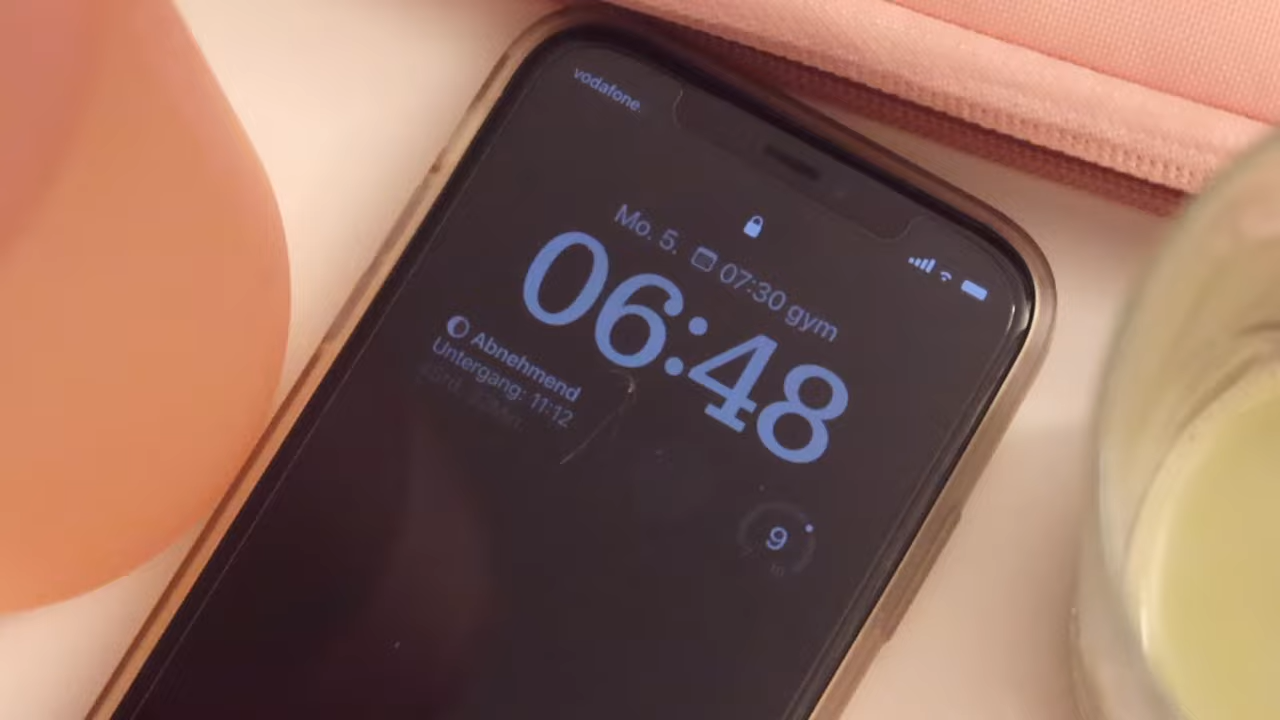 vodafone.
Mo. 5. 07:30 gym
06:48
Abnehmend
Untergang: 11:12
9